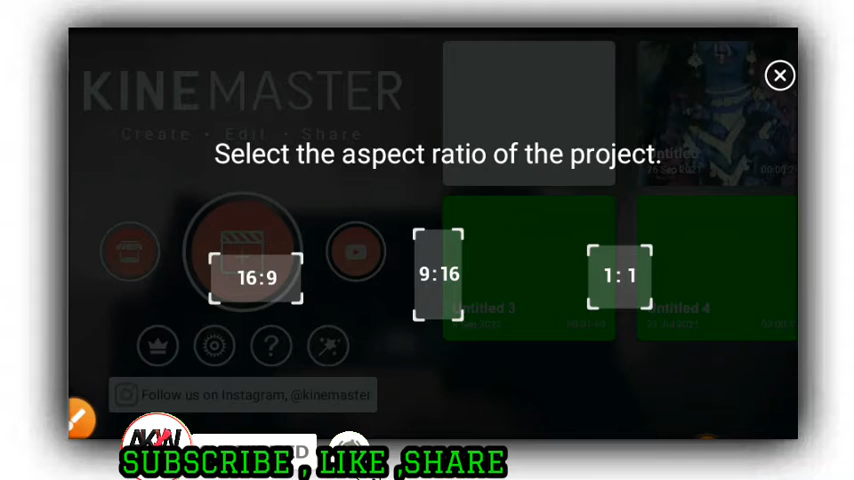 KINEMASTER
Create • Edit • Share
Select the aspect ratio of the project.
Untitled
16:9
9:16
1:1
Untitled 3
Untitled 4
Follow us on Instagram, @kinemaster
SUBSCRIBE , LIKE ,SHARE